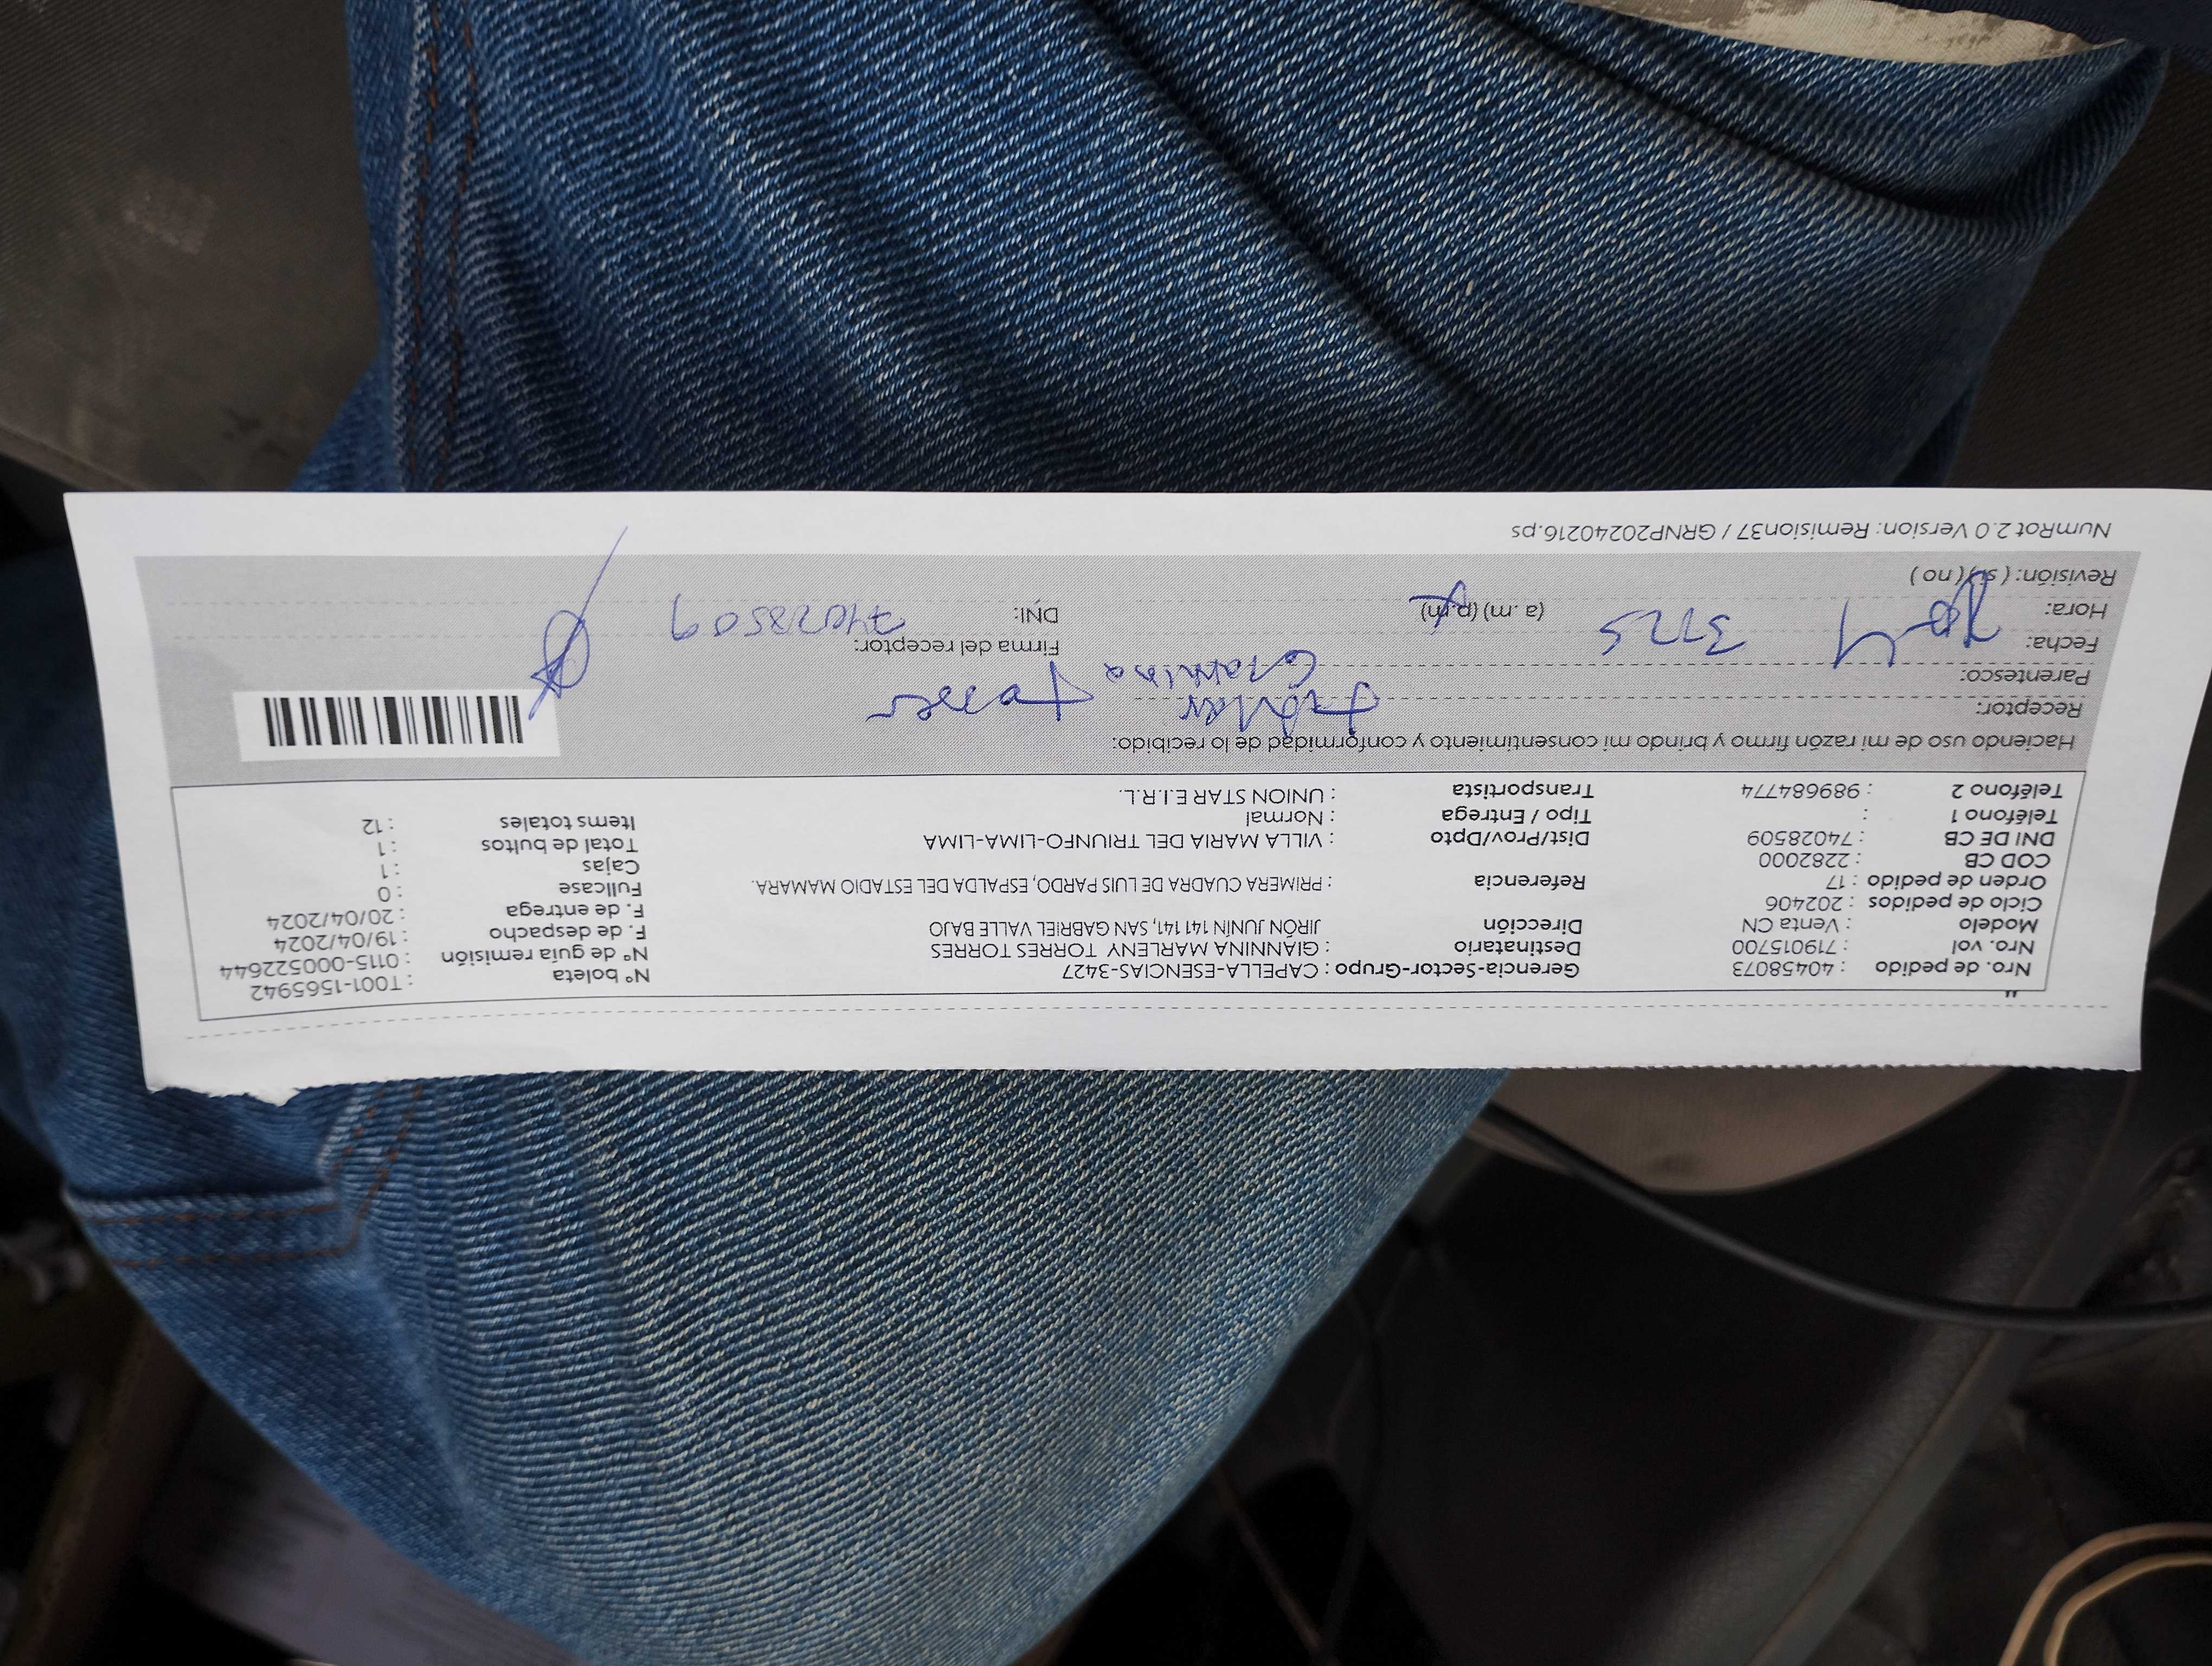 Nro. de pedido : 40458073 Gerencia-Sector-Grupo : CAPELLA-ESENCIAS-3427 N° boleta : T001-1565942
Nro. vol : 719015700 Destinatario : GIANNINA MARLENY TORRES TORRES N° de guía remisión : 0115-000522644
Modelo : Venta CN Dirección JIRÓN JUNÍN 141 141, SAN GABRIEL VALLE BAJO F. de despacho : 19/04/2024
Ciclo de pedidos : 202406 F. de entrega : 20/04/2024
Orden de pedido : 17 Referencia : PRIMERA CUADRA DE LUIS PARDO, ESPALDA DEL ESTADIO MAMARA. Fullcase : 0
COD CB : 2282000 Cajas : 1
DNI DE CB : 74028509 Dist/Prov/Dpto : VILLA MARIA DEL TRIUNFO-LIMA-LIMA Total de bultos : 1
Teléfono 1 : Tipo / Entrega : Normal Items totales : 12
Teléfono 2 : 989684774 Transportista : UNION STAR E.I.R.L.
Haciendo uso de mi razón firmo y brindo mi consentimiento y conformidad de lo recibido:
Receptor:
Parentesco:
Fecha: 20-4 Firma del receptor:
Hora: 3:25 (a.m) (p.m) DNI: 74028509
Revisión: ( si ) ( no )
NumRot 2.0 Version: Remision37 / GRNP20240216.ps